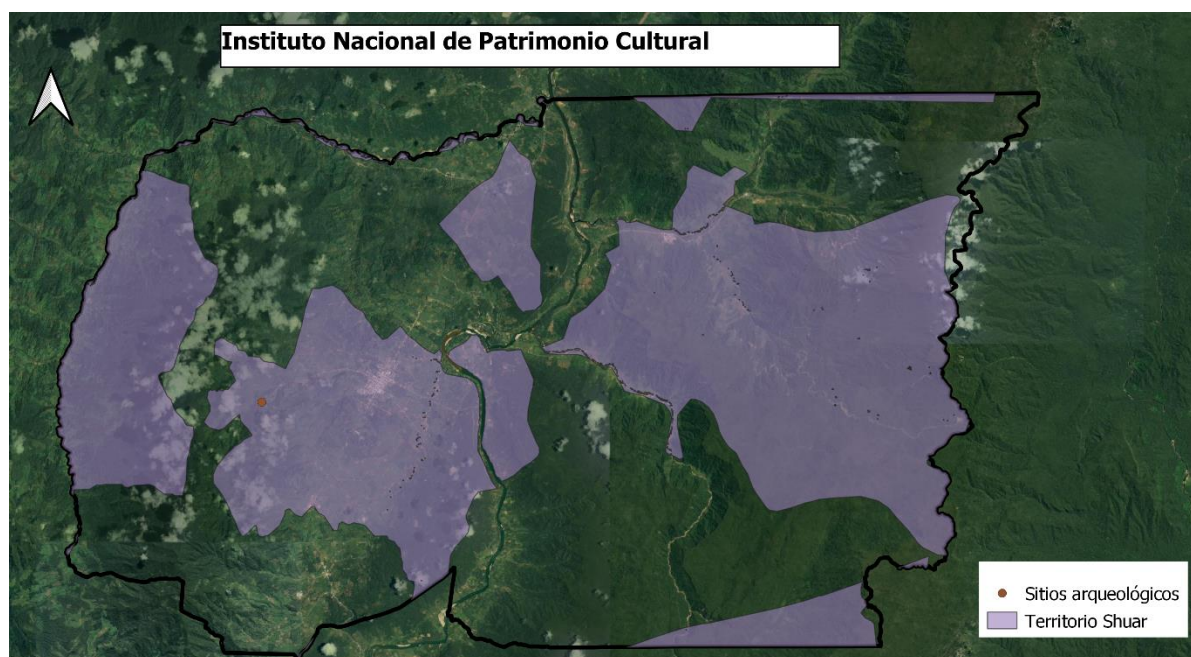 Instituto Nacional de Patrimonio Cultural
Sitios arqueológicos
Territorio Shuar